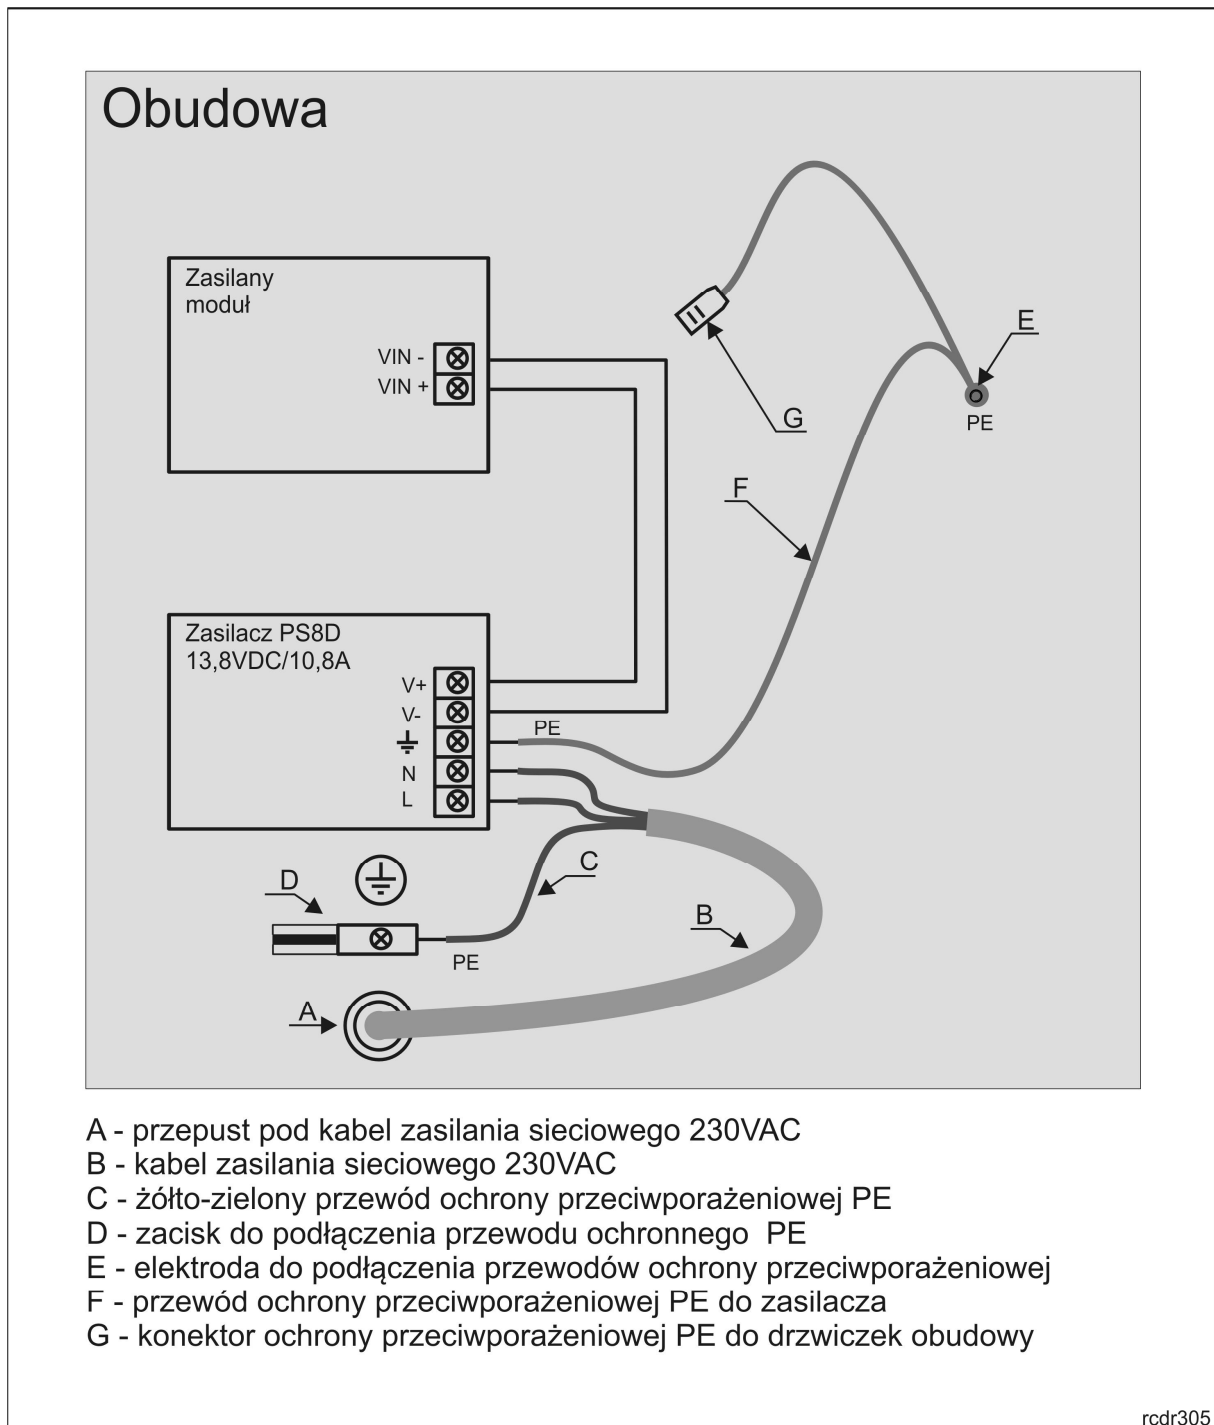 Obudowa
Zasilany
moduł
VIN -
VIN +
E
PE
G
F
Zasilacz PS8D
13,8VDC/10,8A
V+
V-
PE
N
L
C
D
B
PE
A
A - przepust pod kabel zasilania sieciowego 230VAC
B - kabel zasilania sieciowego 230VAC
C - żółto-zielony przewód ochrony przeciwporażeniowej PE
D - zacisk do podłączenia przewodu ochronnego  PE
E - elektroda do podłączenia przewodów ochrony przeciwporażeniowej
F - przewód ochrony przeciwporażeniowej PE do zasilacza
G - konektor ochrony przeciwporażeniowej PE do drzwiczek obudowy
rcdr305